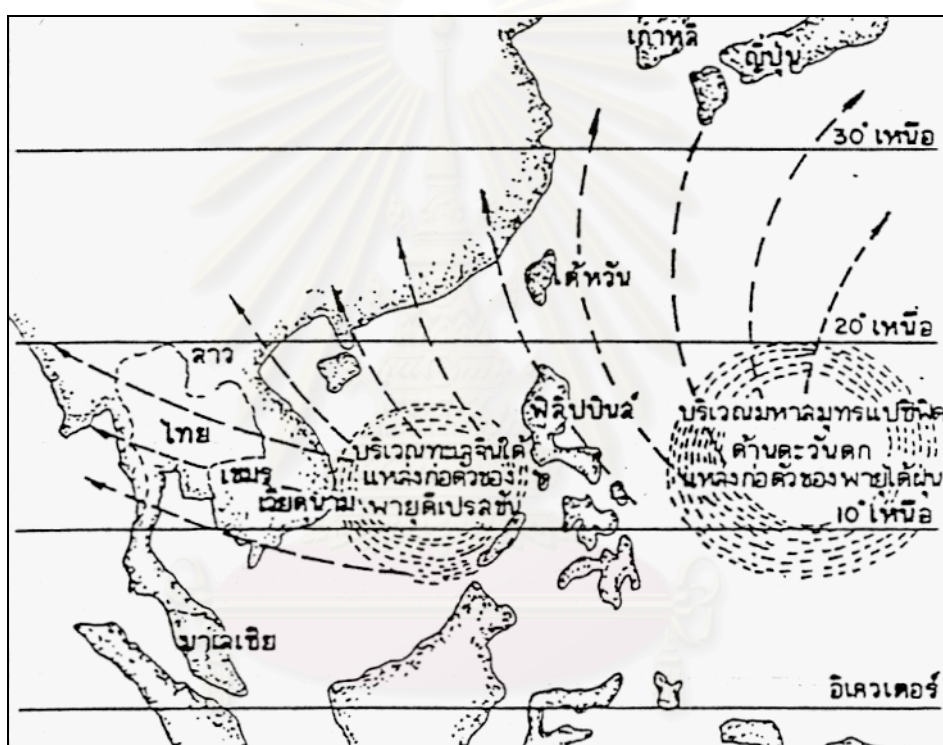 เกาหลี
ญี่ปุ่น
30° เหนือ
ไต้หวัน
20° เหนือ
ลาว
ฟิลิปปินส์
บริเวณมหาสมุทรแปซิฟิค
ด้านตะวันตก
แหล่งก่อตัวของพายุไต้ฝุ่น
ไทย
บริเวณทะเลจีนใต้
แหล่งก่อตัวของ
พายุดีเปรสชัน
เขมร
เวียดนาม
10° เหนือ
มาเลเซีย
อิเควเตอร์